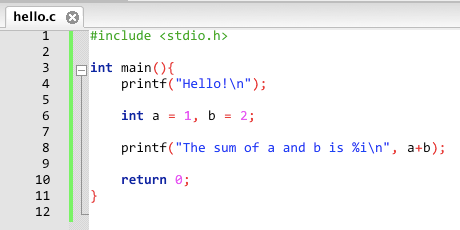 hello.c
1 #include <stdio.h>
2
3 int main(){
4     printf("Hello!\n");
5
6     int a = 1, b = 2;
7
8     printf("The sum of a and b is %i\n", a+b);
9
10     return 0;
11 }
12